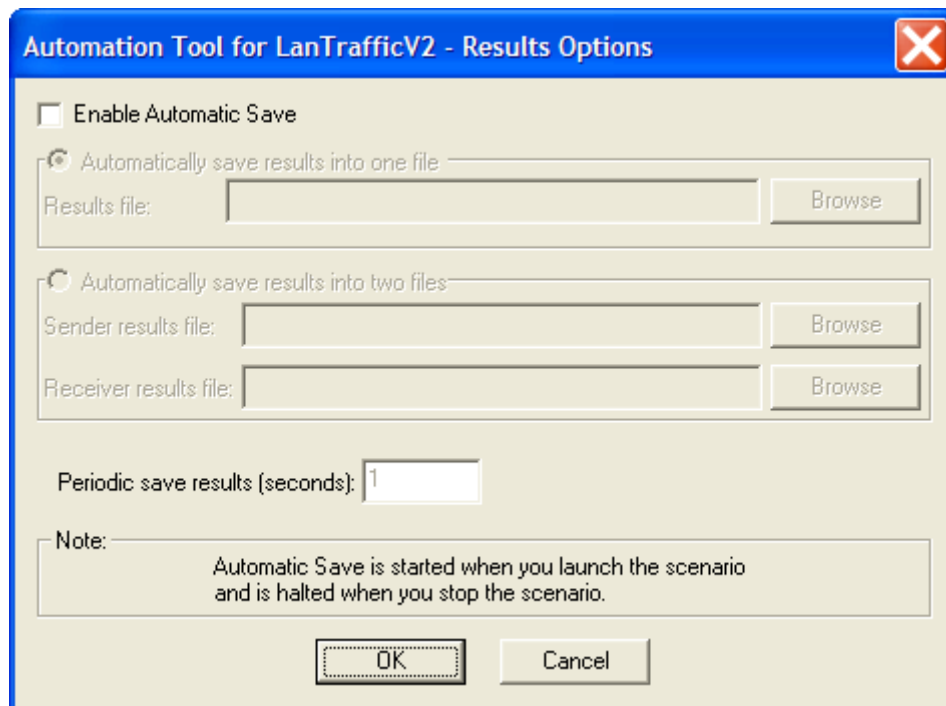 Automation Tool for LanTrafficV2 - Results Options
Enable Automatic Save
Automatically save results into one file
Results file:
Browse
Automatically save results into two files
Sender results file:
Browse
Receiver results file:
Browse
Periodic save results (seconds): 1
Note:
Automatic Save is started when you launch the scenario
and is halted when you stop the scenario.
OK
Cancel